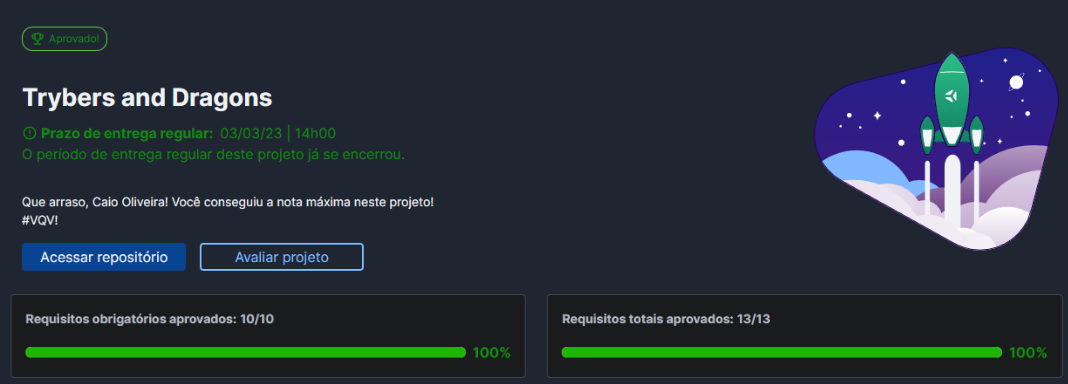 Aprovado!
Trybers and Dragons
Prazo de entrega regular: 03/03/23 | 14h00
O período de entrega regular deste projeto já se encerrou.
Que arraso, Caio Oliveira! Você conseguiu a nota máxima neste projeto!
#VQV!
Acessar repositório
Avaliar projeto
Requisitos obrigatórios aprovados: 10/10
100%
Requisitos totais aprovados: 13/13
100%